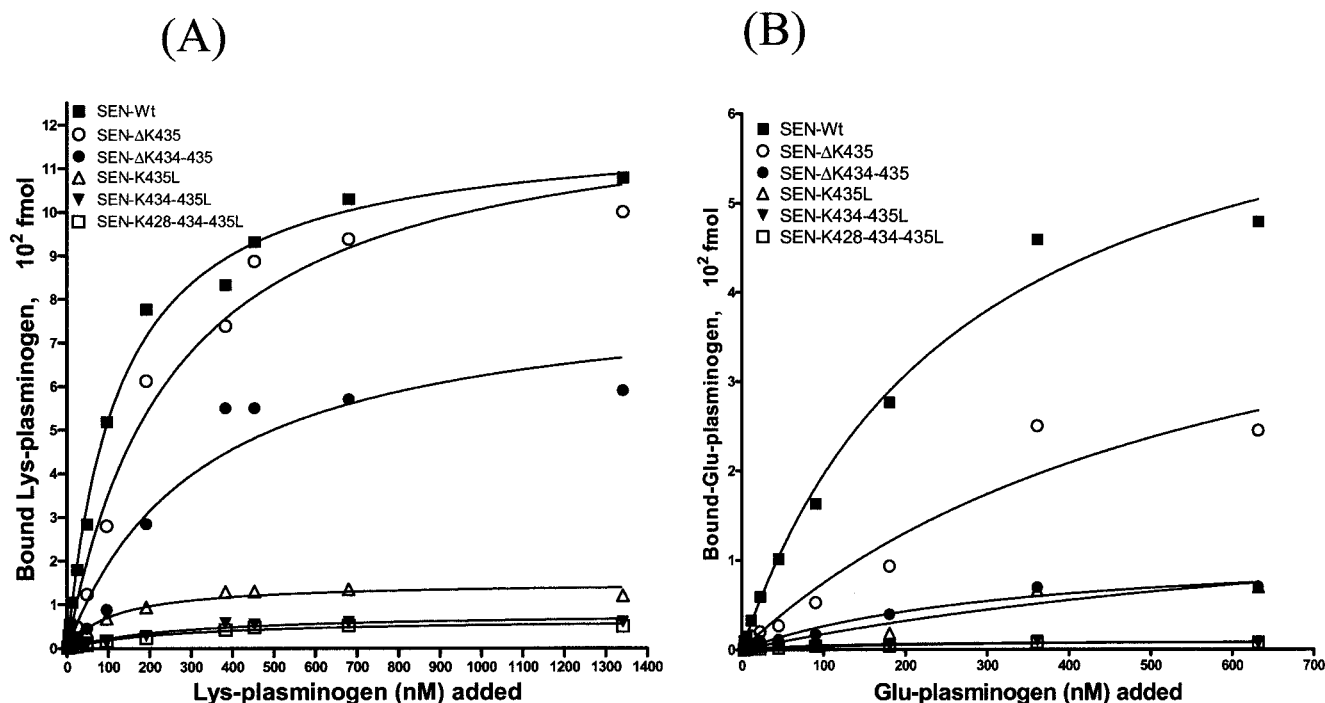 (A)
SEN-Wt
SEN-ΔK435
SEN-ΔK434-435
SEN-K435L
SEN-K434-435L
SEN-K428-434-435L
12
11
10
9
8
7
6
5
4
3
2
1
0
Bound Lys-plasminogen, 10² fmol
0 100 200 300 400 500 600 700 800 900 1000 1100 1200 1300 1400
Lys-plasminogen (nM) added
(B)
SEN-Wt
SEN-ΔK435
SEN-ΔK434-435
SEN-K435L
SEN-K434-435L
SEN-K428-434-435L
6
5
4
3
2
1
0
Bound-Glu-plasminogen, 10² fmol
0 100 200 300 400 500 600 700
Glu-plasminogen (nM) added